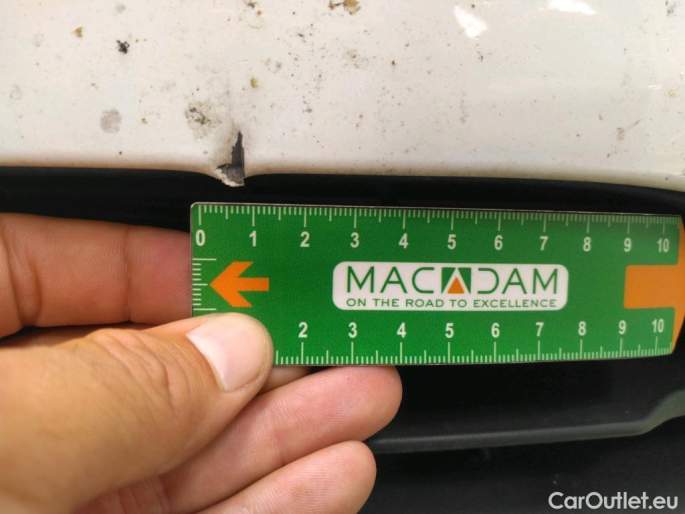 0 1 2 3 4 5 6 7 8 9 10
MACADAM
ON THE ROAD TO EXCELLENCE
2 3 4 5 6 7 8 9 10
CarOutlet.eu